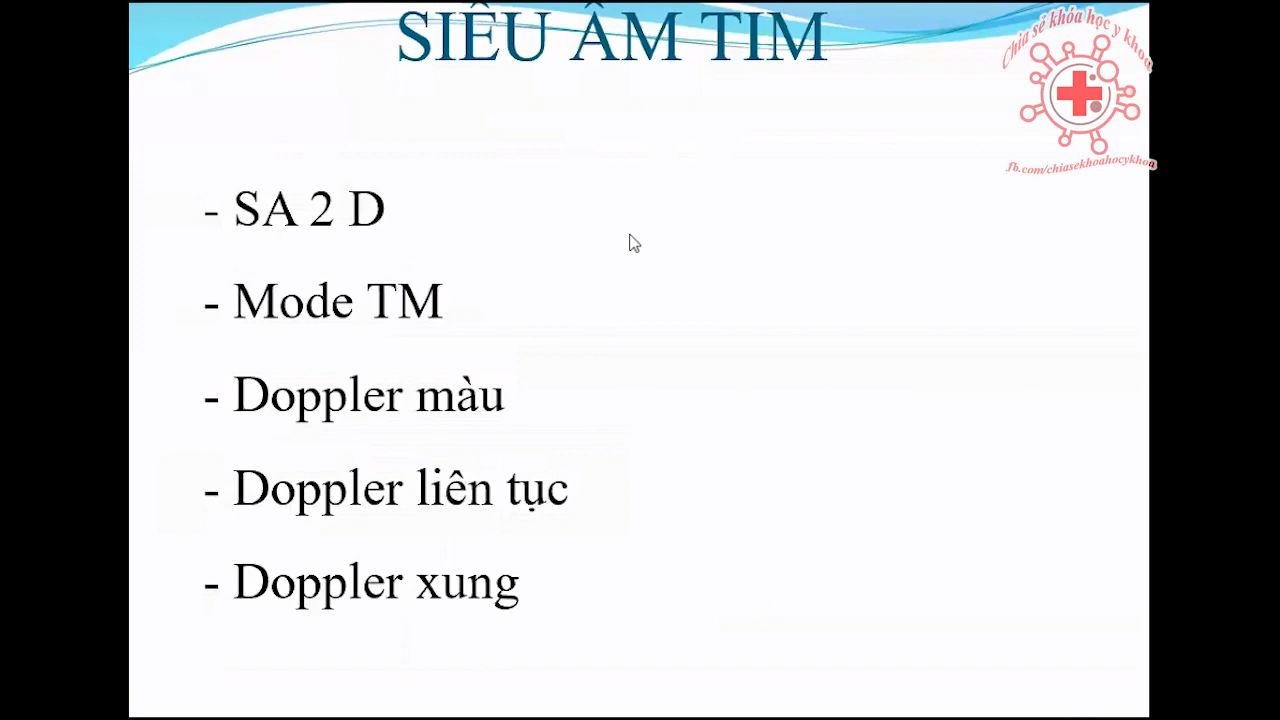 SIÊU ÂM TIM
Chia sẻ khóa học y khoa
fb.com/chiasekhoahocykhoa
- SA 2 D
- Mode TM
- Doppler màu
- Doppler liên tục
- Doppler xung